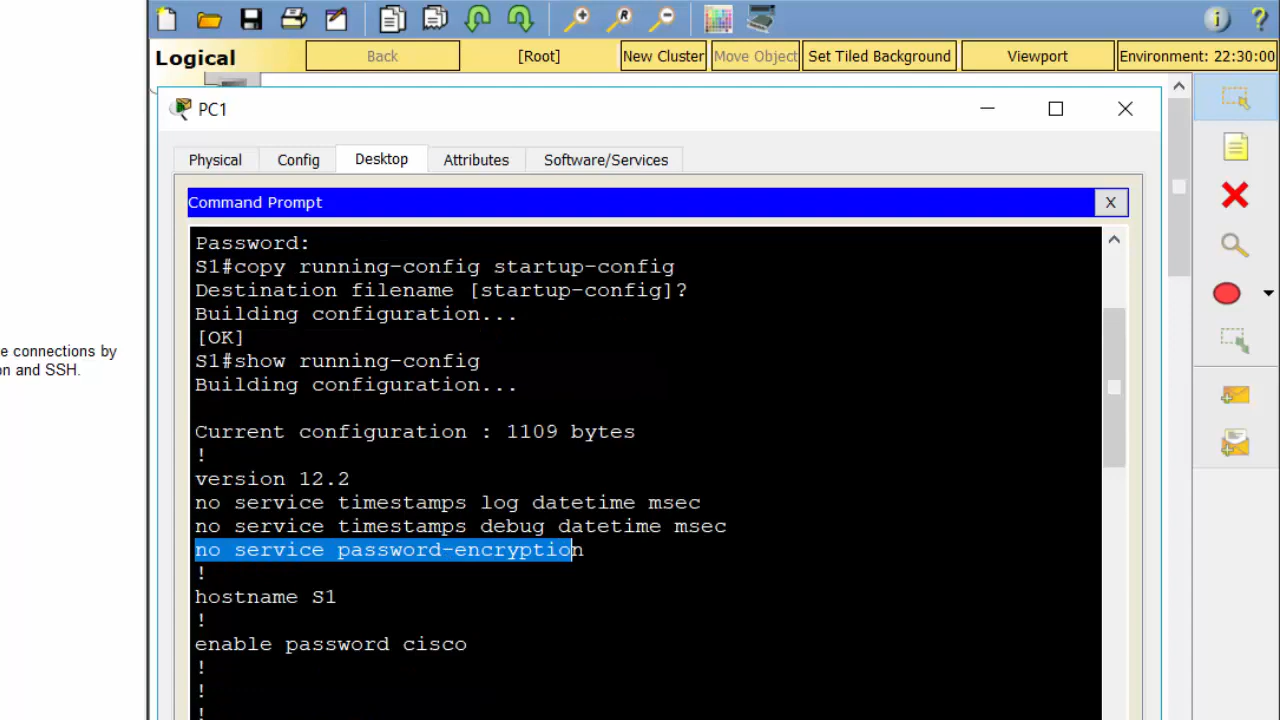 Logical
Back
[Root]
New Cluster
Move Object
Set Tiled Background
Viewport
Environment: 22:30:00
PC1
Physical
Config
Desktop
Attributes
Software/Services
Command Prompt
X
Password:
S1#copy running-config startup-config
Destination filename [startup-config]?
Building configuration...
[OK]
S1#show running-config
Building configuration...
Current configuration : 1109 bytes
!
version 12.2
no service timestamps log datetime msec
no service timestamps debug datetime msec
no service password-encryption
!
hostname S1
!
enable password cisco
!
!
!
e connections by
on and SSH.